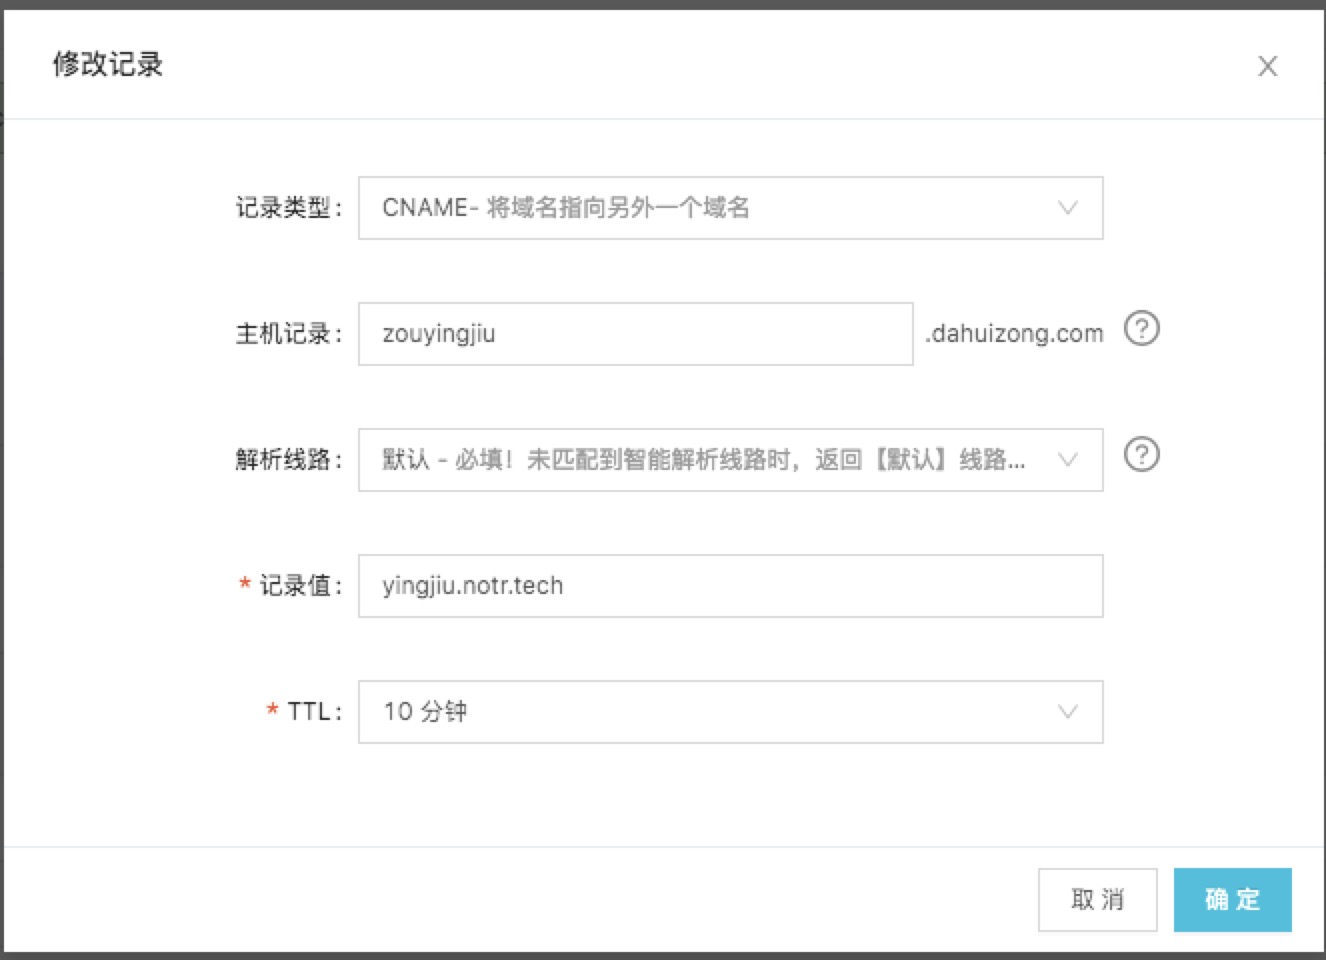 修改记录
记录类型： CNAME- 将域名指向另外一个域名
主机记录： zouyingjiu .dahuizong.com
解析线路： 默认 - 必填！未匹配到智能解析线路时，返回【默认】线路...
* 记录值： yingjiu.notr.tech
* TTL： 10 分钟
取 消 确 定